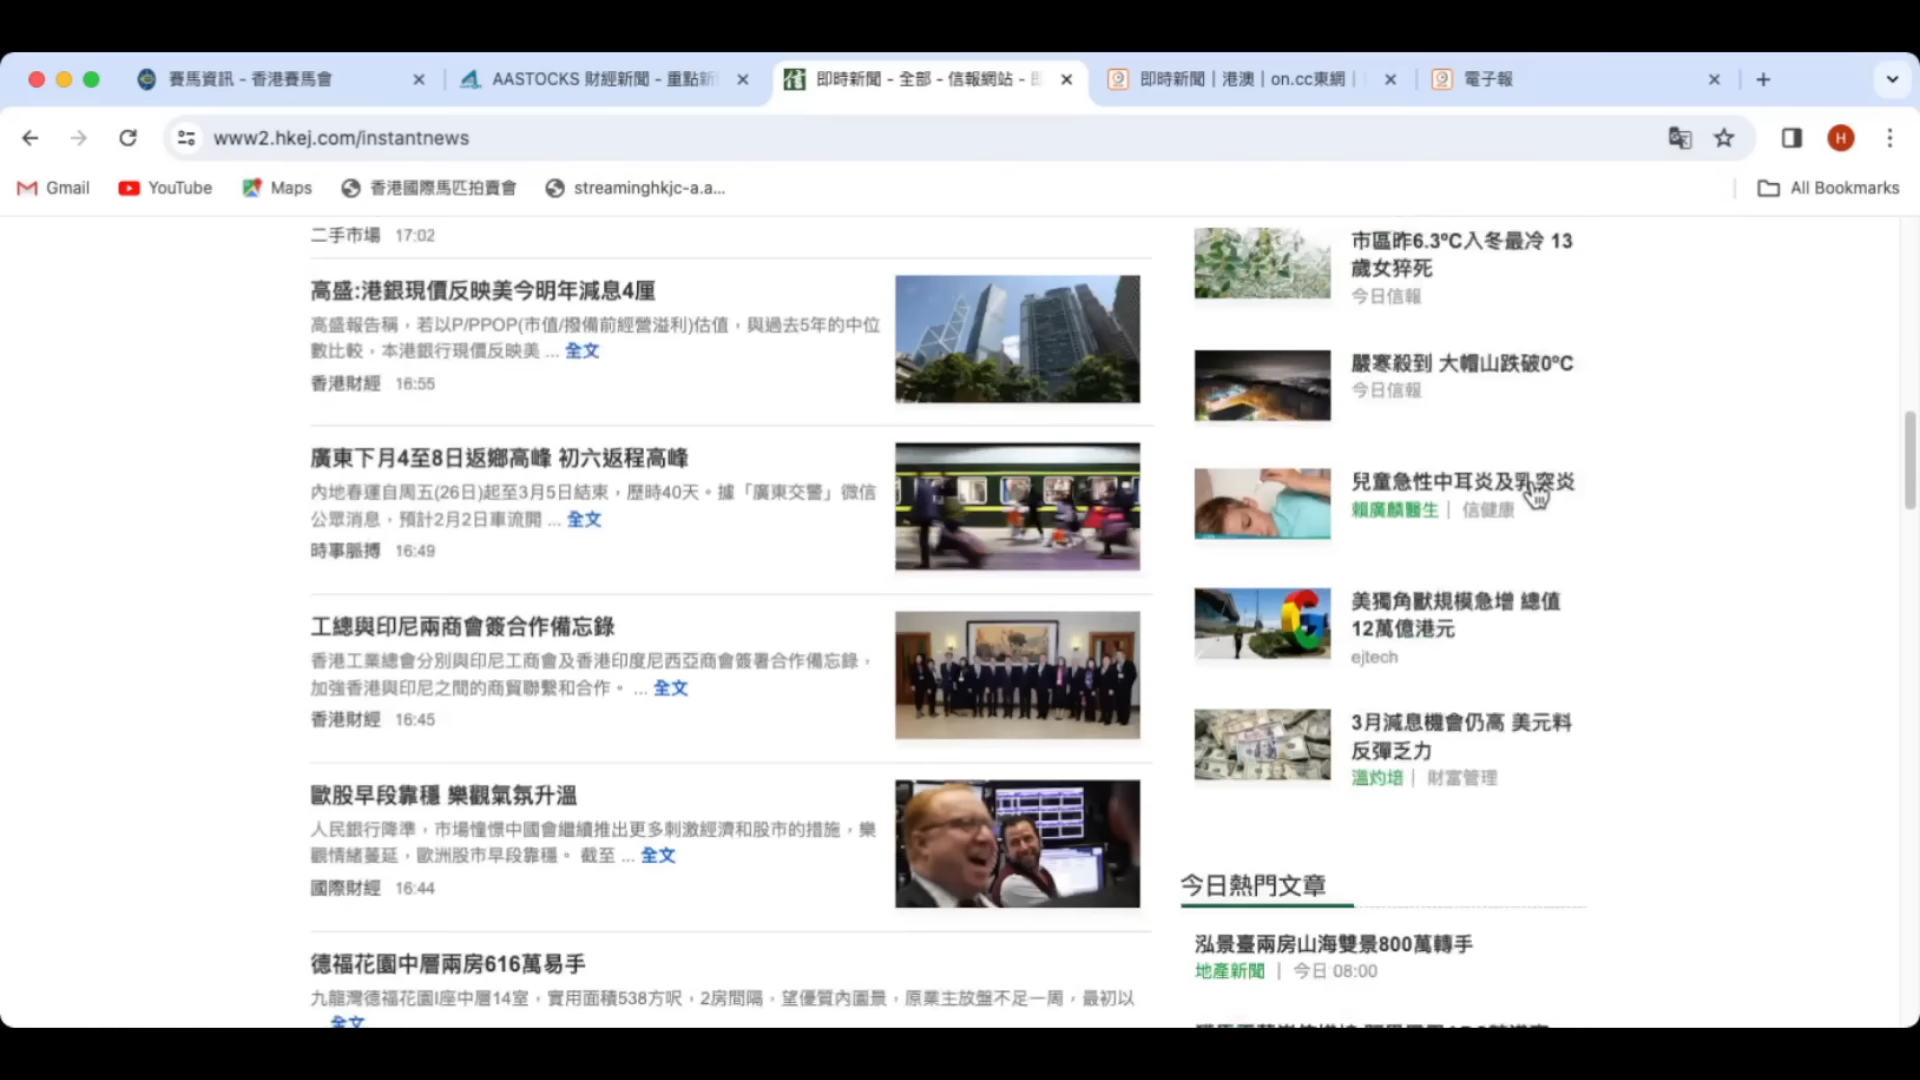 賽馬資訊 - 香港賽馬會
AASTOCKS 財經新聞 - 重點新
即時新聞 - 全部 - 信報網站 - 即
即時新聞 | 港澳 | on.cc東網 |
電子報
www2.hkej.com/instantnews
H
Gmail
YouTube
Maps
香港國際馬匹拍賣會
streaminghkjc-a.a...
All Bookmarks
二手市場 17:02
高盛:港銀現價反映美今明年減息4厘
高盛報告稱，若以P/PPOP(市值/撥備前經營溢利)估值，與過去5年的中位
數比較，本港銀行現價反映美 ... 全文
香港財經 16:55
廣東下月4至8日返鄉高峰 初六返程高峰
內地春運自周五(26日)起至3月5日結束，歷時40天。據「廣東交警」微信
公眾消息，預計2月2日車流開 ... 全文
時事脈搏 16:49
工總與印尼兩商會簽合作備忘錄
香港工業總會分別與印尼工商會及香港印度尼西亞商會簽署合作備忘錄，
加強香港與印尼之間的商貿聯繫和合作。 ... 全文
香港財經 16:45
歐股早段靠穩 樂觀氣氛升溫
人民銀行降準，市場憧憬中國會繼續推出更多刺激經濟和股市的措施，樂
觀情緒蔓延，歐洲股市早段靠穩。 截至 ... 全文
國際財經 16:44
德福花園中層兩房616萬易手
九龍灣德福花園I座中層14室，實用面積538方呎，2房間隔，望優質內園景，原業主放盤不足一周，最初以
全文
市區昨6.3ºC入冬最冷 13
歲女猝死
今日信報
嚴寒殺到 大帽山跌破0ºC
今日信報
兒童急性中耳炎及乳突炎
賴廣麟醫生 | 信健康
美獨角獸規模急增 總值
12萬億港元
ejtech
3月減息機會仍高 美元料
反彈乏力
溫灼培 | 財富管理
今日熱門文章
泓景臺兩房山海雙景800萬轉手
地產新聞 | 今日 08:00